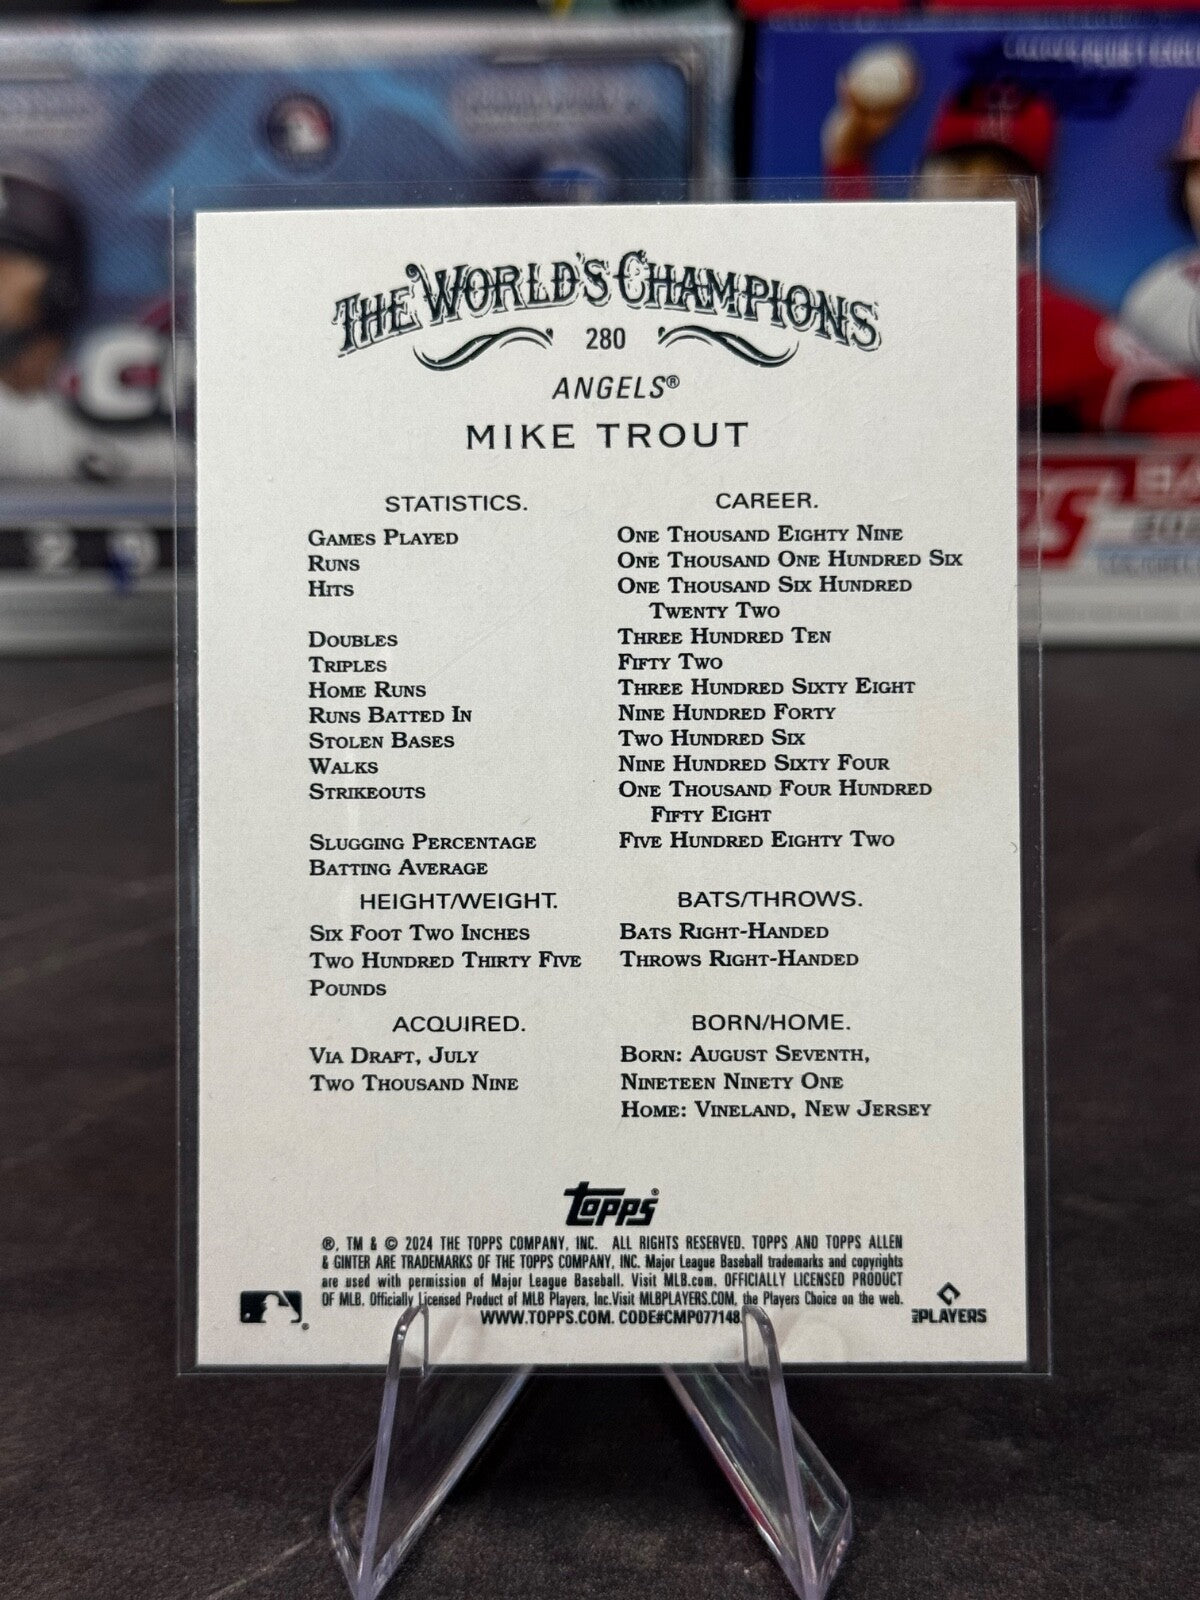 THE WORLD'S CHAMPIONS
280
ANGELS®
MIKE TROUT
STATISTICS. CAREER.
GAMES PLAYED ONE THOUSAND EIGHTY NINE
RUNS ONE THOUSAND ONE HUNDRED SIX
HITS ONE THOUSAND SIX HUNDRED
TWENTY TWO
DOUBLES THREE HUNDRED TEN
TRIPLES FIFTY TWO
HOME RUNS THREE HUNDRED SIXTY EIGHT
RUNS BATTED IN NINE HUNDRED FORTY
STOLEN BASES TWO HUNDRED SIX
WALKS NINE HUNDRED SIXTY FOUR
STRIKEOUTS ONE THOUSAND FOUR HUNDRED
FIFTY EIGHT
SLUGGING PERCENTAGE FIVE HUNDRED EIGHTY TWO
BATTING AVERAGE
HEIGHT/WEIGHT. BATS/THROWS.
SIX FOOT TWO INCHES BATS RIGHT-HANDED
TWO HUNDRED THIRTY FIVE THROWS RIGHT-HANDED
POUNDS
ACQUIRED. BORN/HOME.
VIA DRAFT, JULY BORN: AUGUST SEVENTH,
TWO THOUSAND NINE NINETEEN NINETY ONE
HOME: VINELAND, NEW JERSEY
Topps®
®, TM & © 2024 THE TOPPS COMPANY, INC. ALL RIGHTS RESERVED. TOPPS AND TOPPS ALLEN
& GINTER ARE TRADEMARKS OF THE TOPPS COMPANY, INC. Major League Baseball trademarks and copyrights
are used with permission of Major League Baseball. Visit MLB.com. OFFICIALLY LICENSED PRODUCT
OF MLB. Officially Licensed Product of MLB Players, Inc.Visit MLBPLAYERS.COM, the Players Choice on the web.
WWW.TOPPS.COM. CODE#CMP077148
PLAYERS